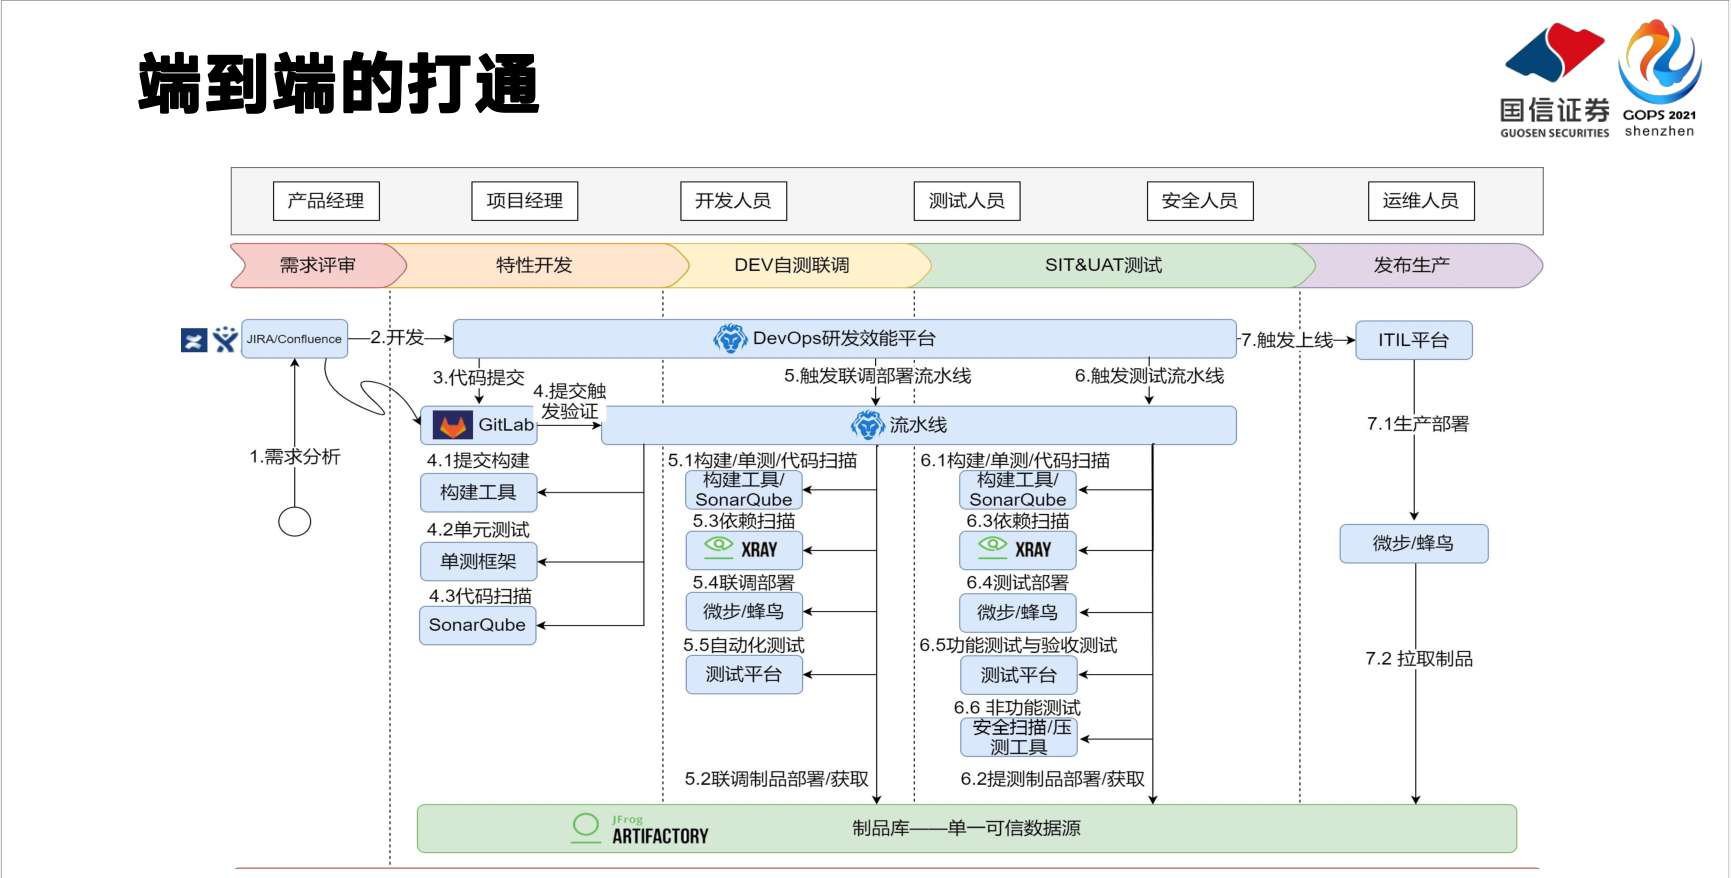 端到端的打通
国信证券
GUOSEN SECURITIES
GOPS 2021
shenzhen
产品经理
项目经理
开发人员
测试人员
安全人员
运维人员
需求评审
特性开发
DEV自测联调
SIT&UAT测试
发布生产
JIRA/Confluence
2.开发
DevOps研发效能平台
7.触发上线
ITIL平台
3.代码提交
4.提交触
发验证
5.触发联调部署流水线
6.触发测试流水线
GitLab
流水线
1.需求分析
4.1提交构建
构建工具
4.2单元测试
单测框架
4.3代码扫描
SonarQube
5.1构建/单测/代码扫描
构建工具/
SonarQube
5.3依赖扫描
XRAY
5.4联调部署
微步/蜂鸟
5.5自动化测试
测试平台
5.2联调制品部署/获取
6.1构建/单测/代码扫描
构建工具/
SonarQube
6.3依赖扫描
XRAY
6.4测试部署
微步/蜂鸟
6.5功能测试与验收测试
测试平台
6.6 非功能测试
安全扫描/压
测工具
6.2提测制品部署/获取
7.1生产部署
微步/蜂鸟
7.2 拉取制品
JFrog
ARTIFACTORY
制品库——单一可信数据源